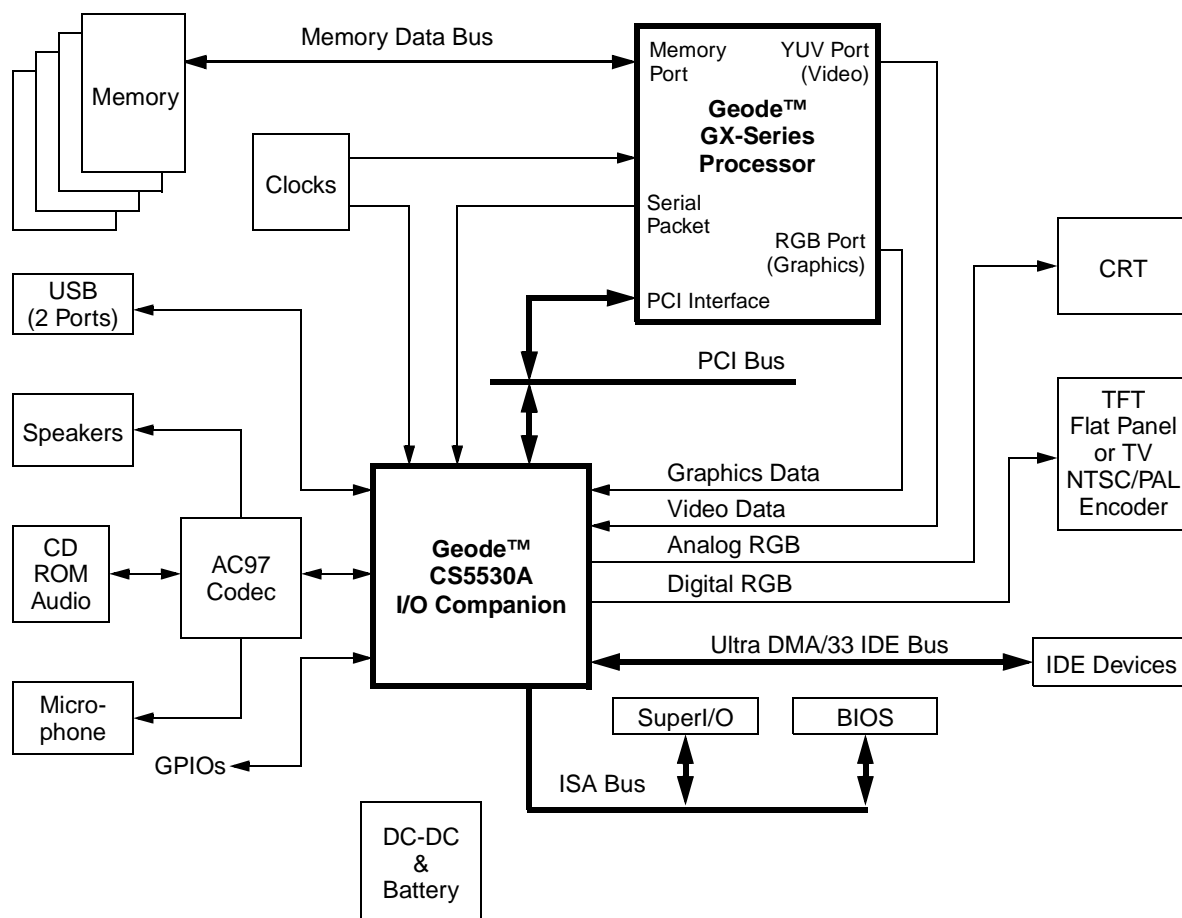 Memory Data Bus
Memory
Memory
Port
YUV Port
(Video)
Geode™
GX-Series
Processor
Clocks
Serial
Packet
RGB Port
(Graphics)
PCI Interface
CRT
USB
(2 Ports)
PCI Bus
Speakers
TFT
Flat Panel
or TV
NTSC/PAL
Encoder
Graphics Data
Video Data
Analog RGB
Digital RGB
CD
ROM
Audio
AC97
Codec
Geode™
CS5530A
I/O Companion
Ultra DMA/33 IDE Bus
IDE Devices
Micro-
phone
SuperI/O
BIOS
GPIOs
ISA Bus
DC-DC
&
Battery